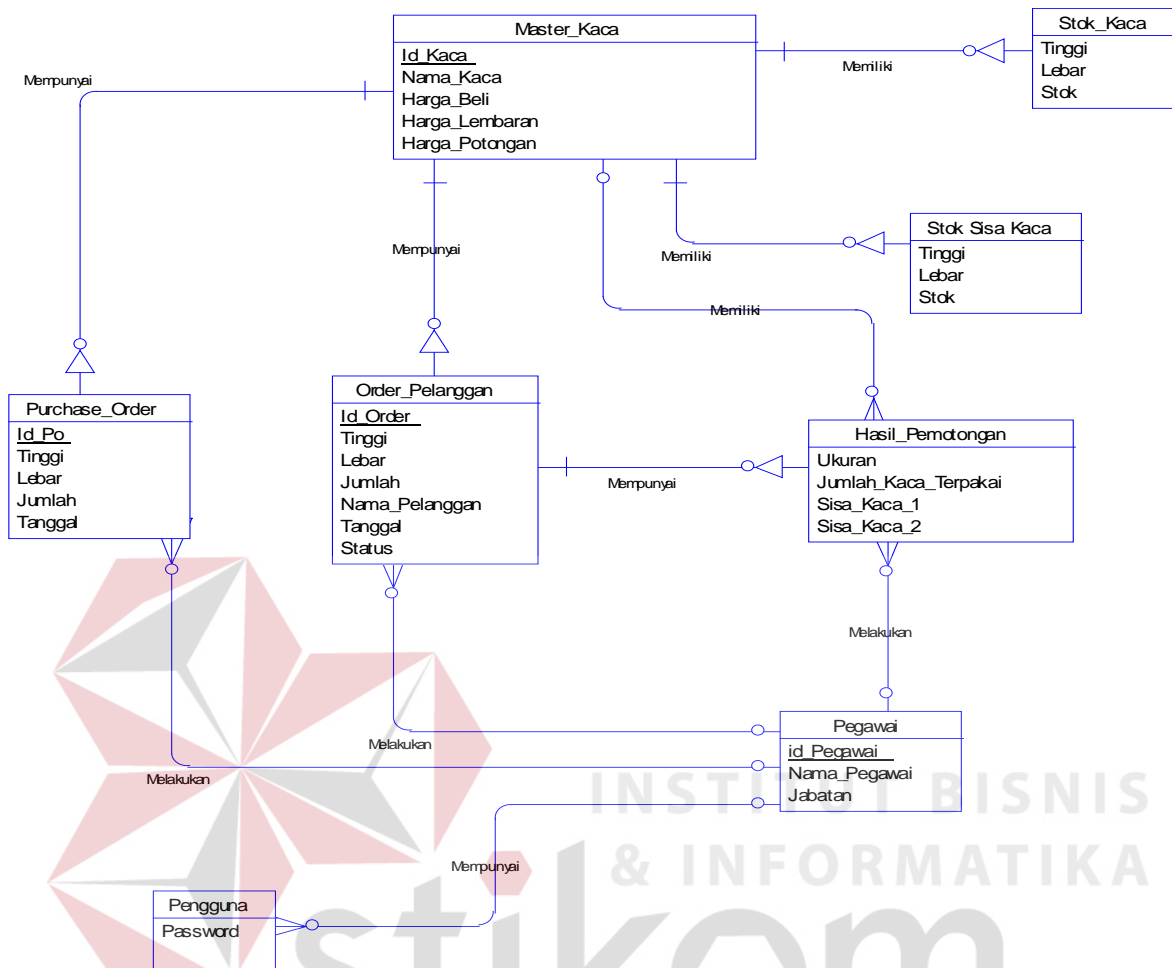 Master_Kaca
Id_Kaca
Nama_Kaca
Harga_Beli
Harga_Lembaran
Harga_Potongan
Stok_Kaca
Tinggi
Lebar
Stok
Memiliki
Mempunyai
Mempunyai
Memiliki
Stok Sisa Kaca
Tinggi
Lebar
Stok
Memiliki
Purchase_Order
Id_Po
Tinggi
Lebar
Jumlah
Tanggal
Order_Pelanggan
Id_Order
Tinggi
Lebar
Jumlah
Nama_Pelanggan
Tanggal
Status
Mempunyai
Hasil_Pemotongan
Ukuran
Jumlah_Kaca_Terpakai
Sisa_Kaca_1
Sisa_Kaca_2
Melakukan
Melakukan
Melakukan
Pegawai
id_Pegawai
Nama_Pegawai
Jabatan
Mempunyai
Pengguna
Password
INSTITUT BISNIS
& INFORMATIKA
stikom